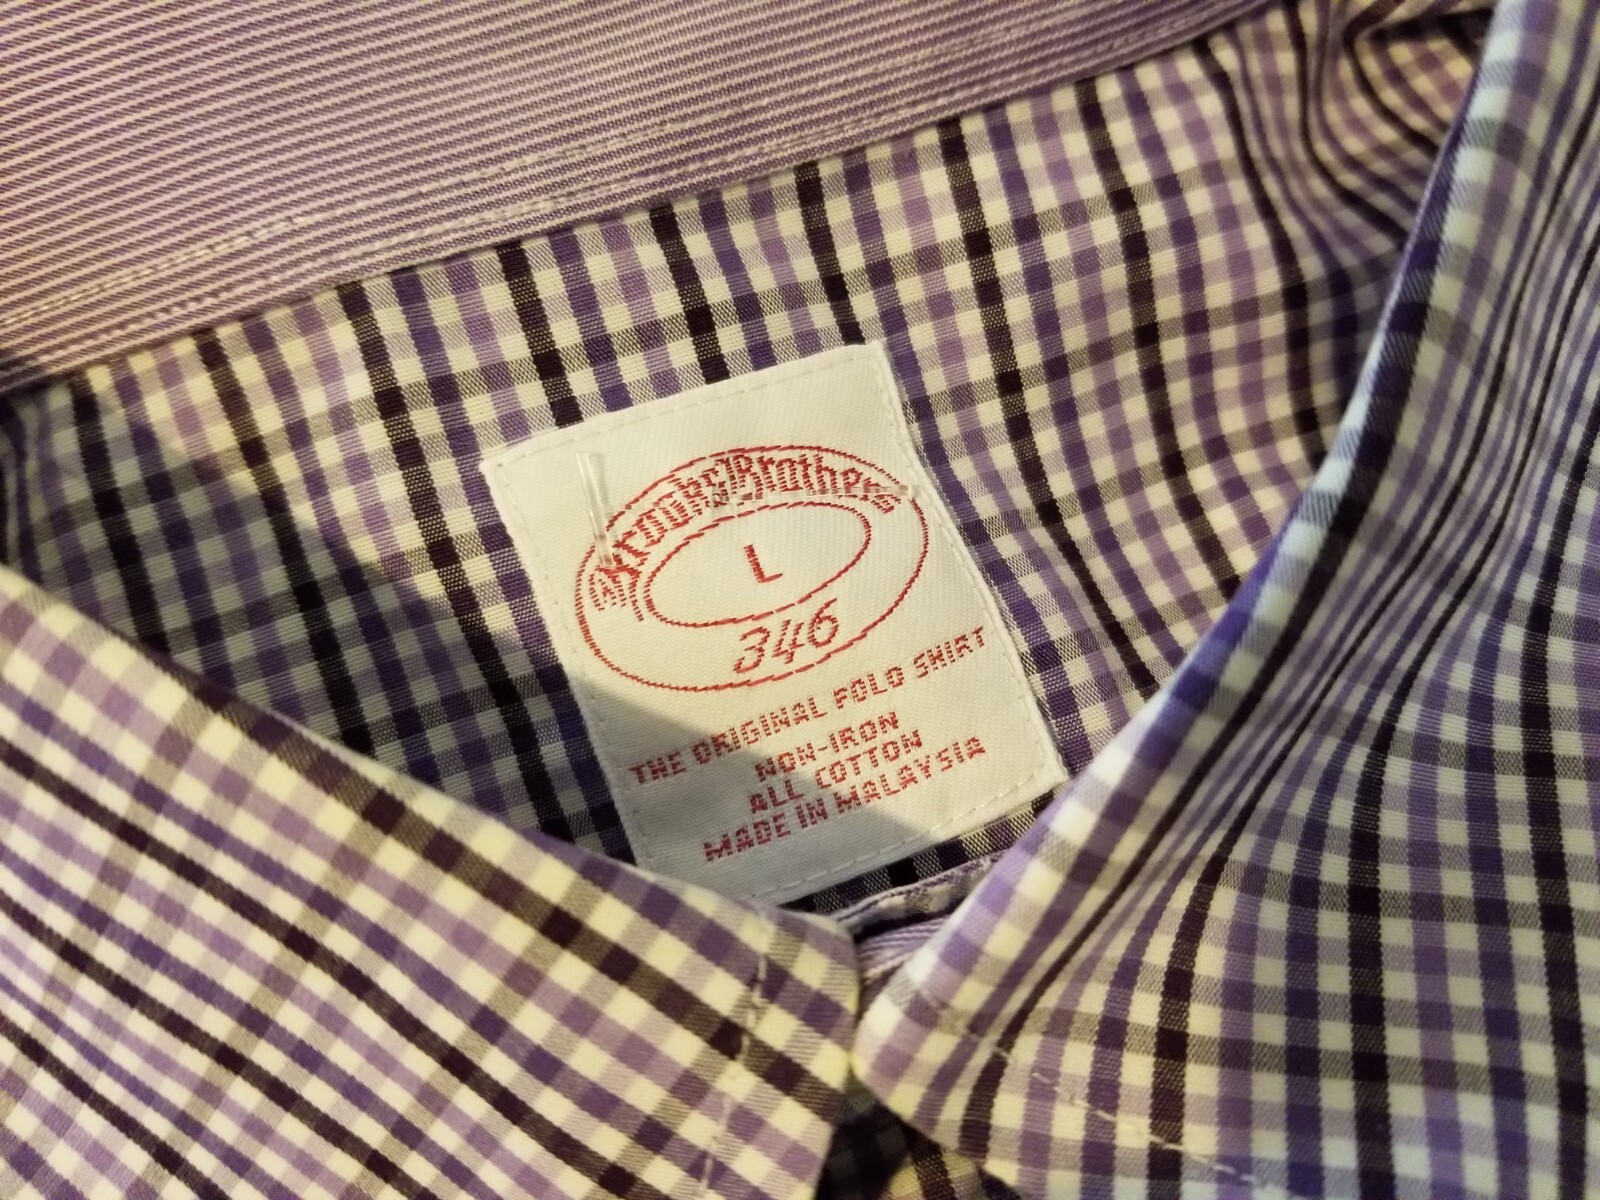 Brooks Brothers
L
346
THE ORIGINAL POLO SHIRT
NON-IRON
ALL COTTON
MADE IN MALAYSIA